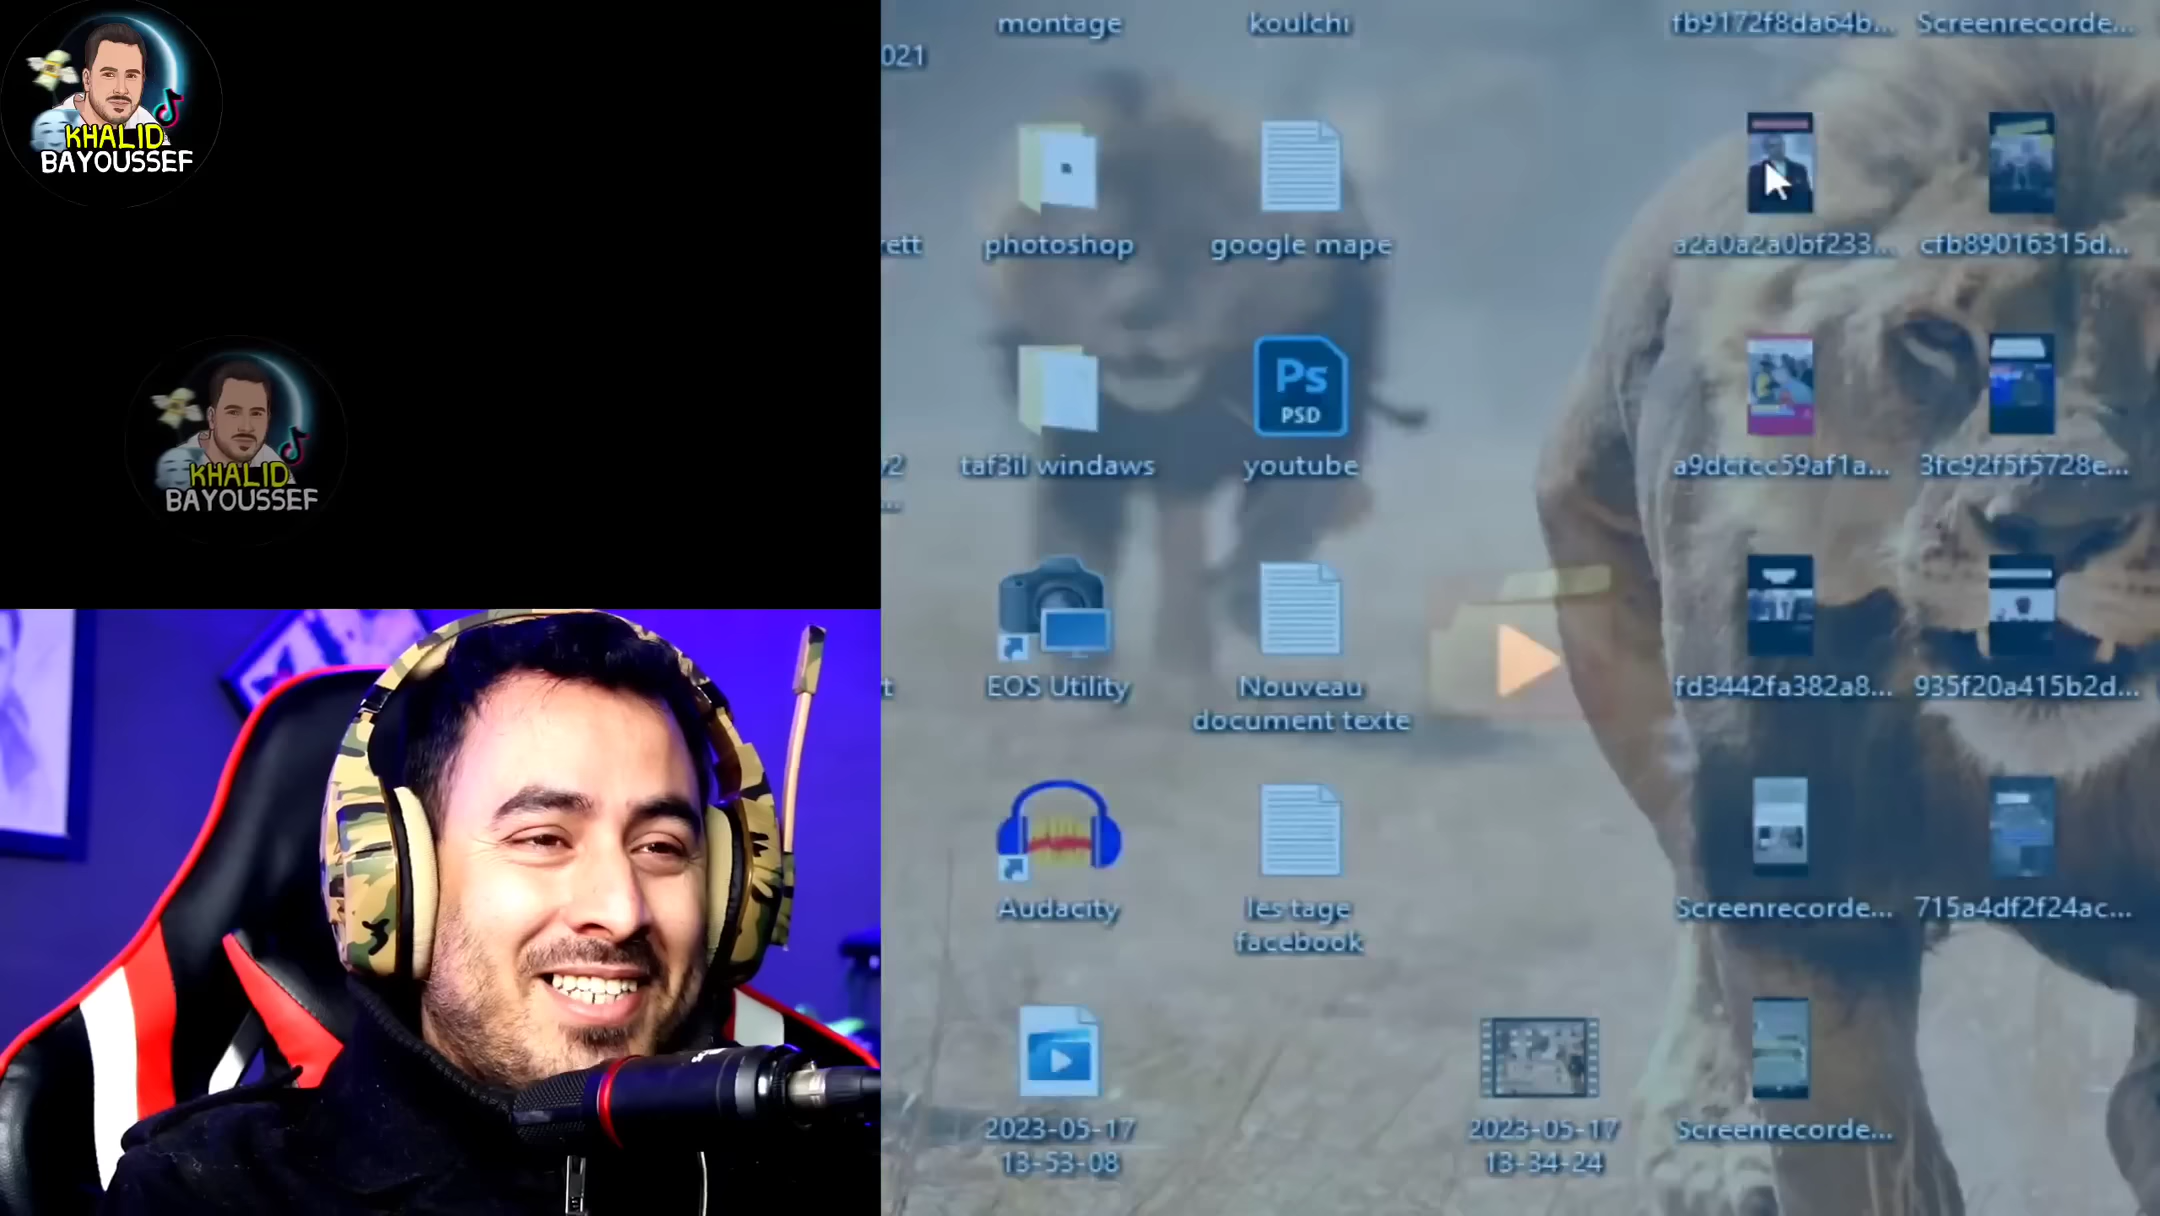 KHALID
BAYOUSSEF
KHALID
BAYOUSSEF
montage
koulchi
fb9172f8da64b...
Screenrecorde...
021
photoshop
google mape
a2a0a2a0bf233...
cfb89016315d...
ett
taf3il windaws
Ps
PSD
youtube
a9dcfcc59af1a...
3fc92f5f5728e...
v2
...
EOS Utility
Nouveau
document texte
fd3442fa382a8...
935f20a415b2d...
t
Audacity
les tage
facebook
Screenrecorde...
715a4df2f24ac...
2023-05-17
13-53-08
2023-05-17
13-34-24
Screenrecorde...